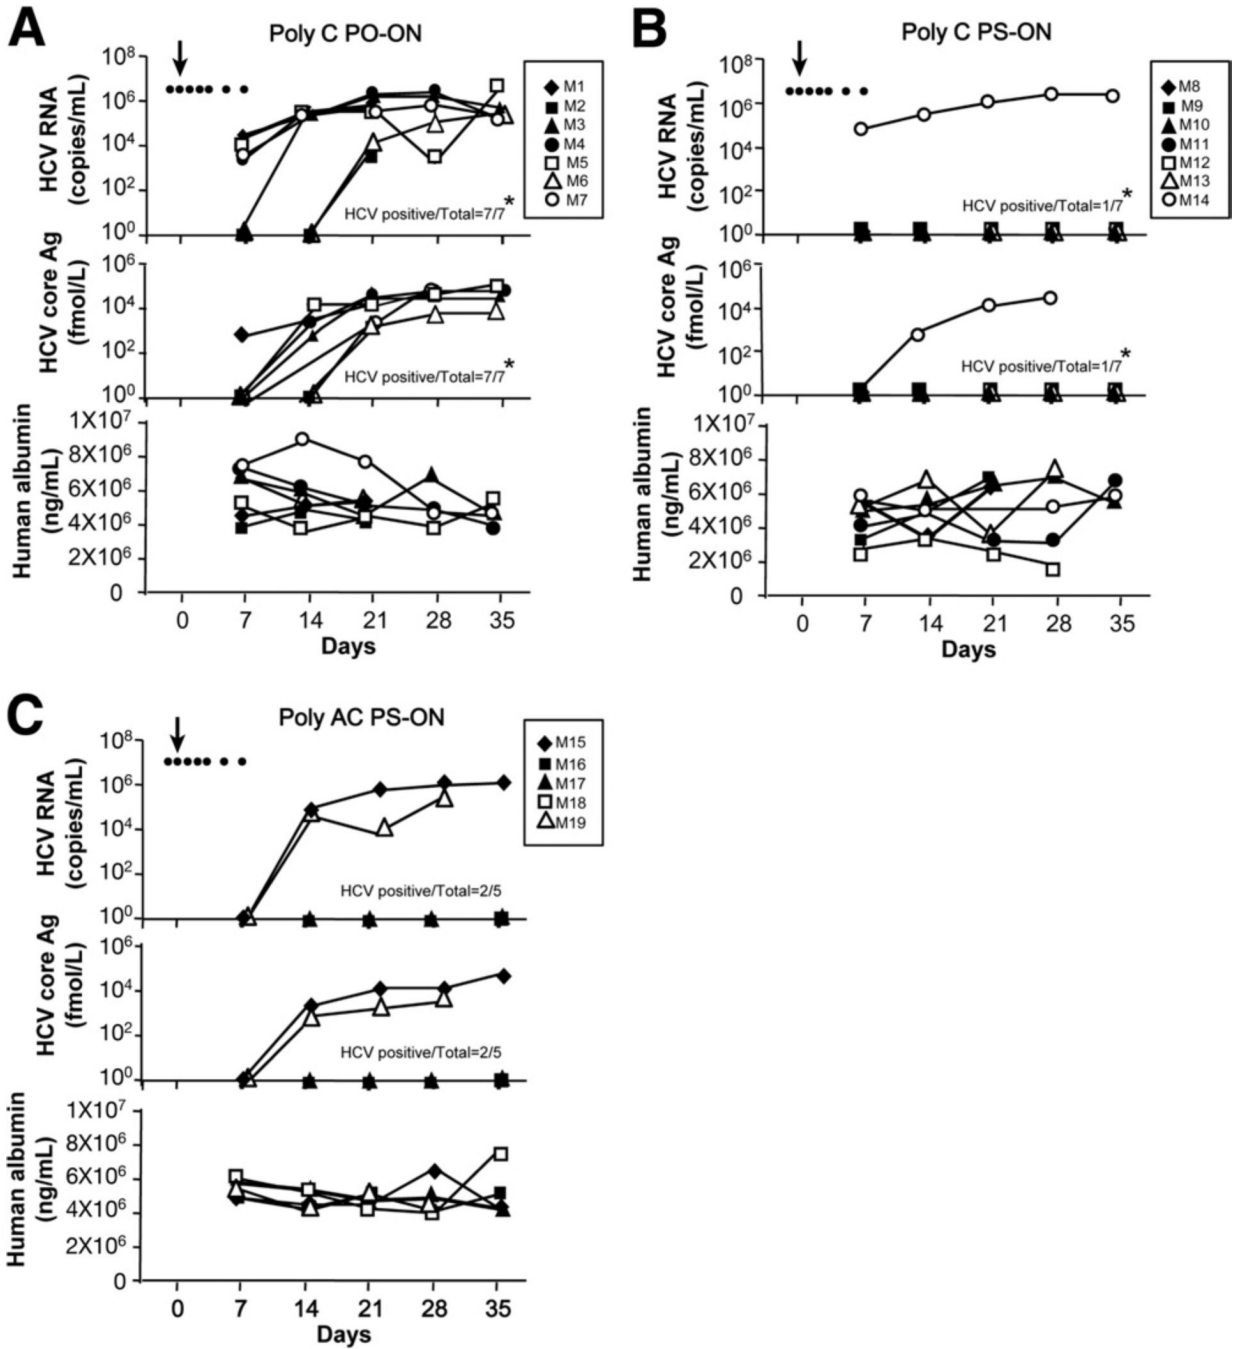 A
Poly C PO-ON
HCV RNA
(copies/mL)
10⁸
10⁶
10⁴
10²
10⁰
HCV positive/Total=7/7*
M1
M2
M3
M4
M5
M6
M7
HCV core Ag
(fmol/L)
10⁶
10⁴
10²
10⁰
HCV positive/Total=7/7*
Human albumin
(ng/mL)
1X10⁷
8X10⁶
6X10⁶
4X10⁶
2X10⁶
0
0 7 14 21 28 35
Days
B
Poly C PS-ON
HCV RNA
(copies/mL)
10⁸
10⁶
10⁴
10²
10⁰
HCV positive/Total=1/7*
M8
M9
M10
M11
M12
M13
M14
HCV core Ag
(fmol/L)
10⁶
10⁴
10²
10⁰
HCV positive/Total=1/7*
Human albumin
(ng/mL)
1X10⁷
8X10⁶
6X10⁶
4X10⁶
2X10⁶
0
0 7 14 21 28 35
Days
C
Poly AC PS-ON
HCV RNA
(copies/mL)
10⁸
10⁶
10⁴
10²
10⁰
HCV positive/Total=2/5
M15
M16
M17
M18
M19
HCV core Ag
(fmol/L)
10⁶
10⁴
10²
10⁰
HCV positive/Total=2/5
Human albumin
(ng/mL)
1X10⁷
8X10⁶
6X10⁶
4X10⁶
2X10⁶
0
0 7 14 21 28 35
Days